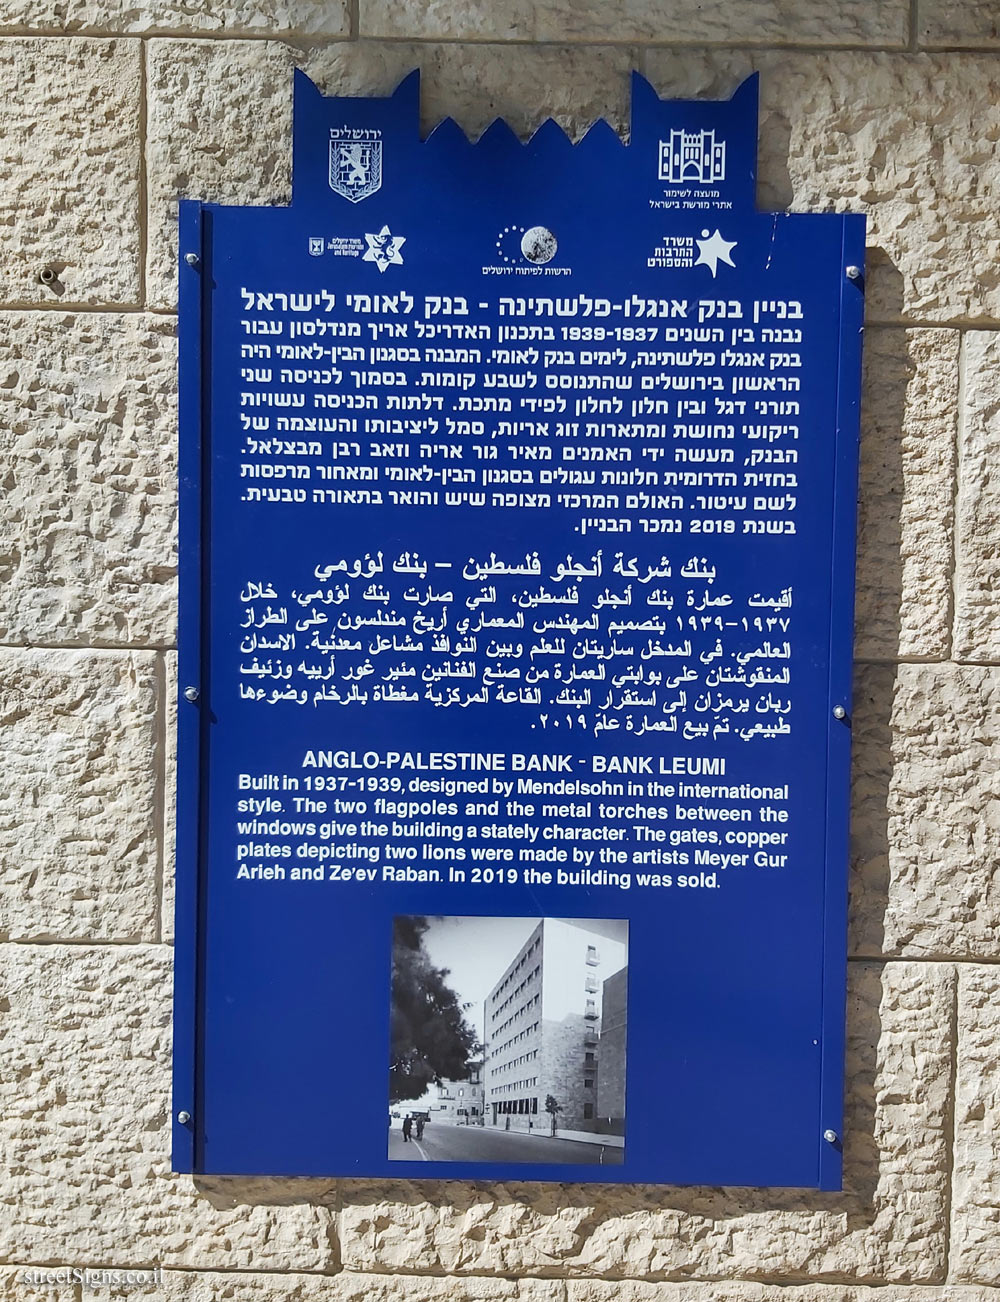 ירושלים
מועצה לשימור
אתרי מורשת בישראל
משרד ירושלים
ומורשת
Jerusalem
and Heritage
הרשות לפיתוח ירושלים
משרד
התרבות
והספורט
בניין בנק אנגלו-פלשתינה - בנק לאומי לישראל
נבנה בין השנים 1939-1937 בתכנון האדריכל אריך מנדלסון עבור
בנק אנגלו פלשתינה, לימים בנק לאומי. המבנה בסגנון הבין-לאומי היה
הראשון בירושלים שהתנוסס לשבע קומות. בסמוך לכניסה שני
תורני דגל ובין חלון לחלון לפידי מתכת. דלתות הכניסה עשויות
ריקועי נחושת ומתארות זוג אריות, סמל ליציבותו והעוצמה של
הבנק, מעשה ידי האמנים מאיר גור אריה וזאב רבן מבצלאל.
בחזית הדרומית חלונות עגולים בסגנון הבין-לאומי ומאחור מרפסות
לשם עיטור. האולם המרכזי מצופה שיש והואר בתאורה טבעית.
בשנת 2019 נמכר הבניין.
بنك شركة أنجلو فلسطين – بنك لؤومي
أقيمت عمارة بنك أنجلو فلسطين، التي صارت بنك لؤومي، خلال
١٩٣٧–١٩٣٩ بتصميم المهندس المعماري أريخ مندلسون على الطراز
العالمي. في المدخل ساريتان للعلم وبين النوافذ مشاعل معدنية. الاسدان
المنقوشتان على بوابتي العمارة من صنع الفنانين مئير غور أرييه وزئيف
ربان يرمزان إلى استقرار البنك. القاعة المركزية مغطاة بالرخام وضوءها
طبيعي. تمّ بيع العمارة عامّ ٢٠١٩.
ANGLO-PALESTINE BANK - BANK LEUMI
Built in 1937-1939, designed by Mendelsohn in the international
style. The two flagpoles and the metal torches between the
windows give the building a stately character. The gates, copper
plates depicting two lions were made by the artists Meyer Gur
Arieh and Ze'ev Raban. In 2019 the building was sold.
streetSigns.co.il